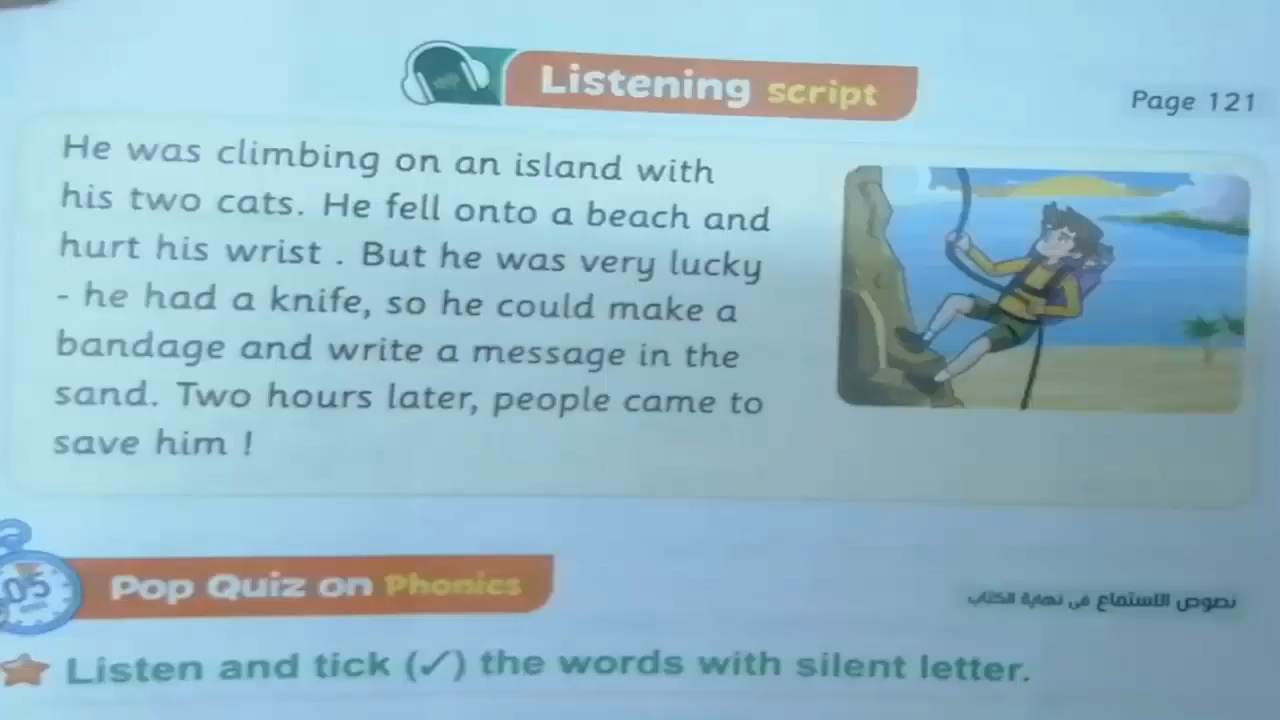 Listening script
Page 121
He was climbing on an island with
his two cats. He fell onto a beach and
hurt his wrist . But he was very lucky
- he had a knife, so he could make a
bandage and write a message in the
sand. Two hours later, people came to
save him !
05
Pop Quiz on Phonics
نصوص الاستماع فى نهاية الكتاب
Listen and tick (✓) the words with silent letter.